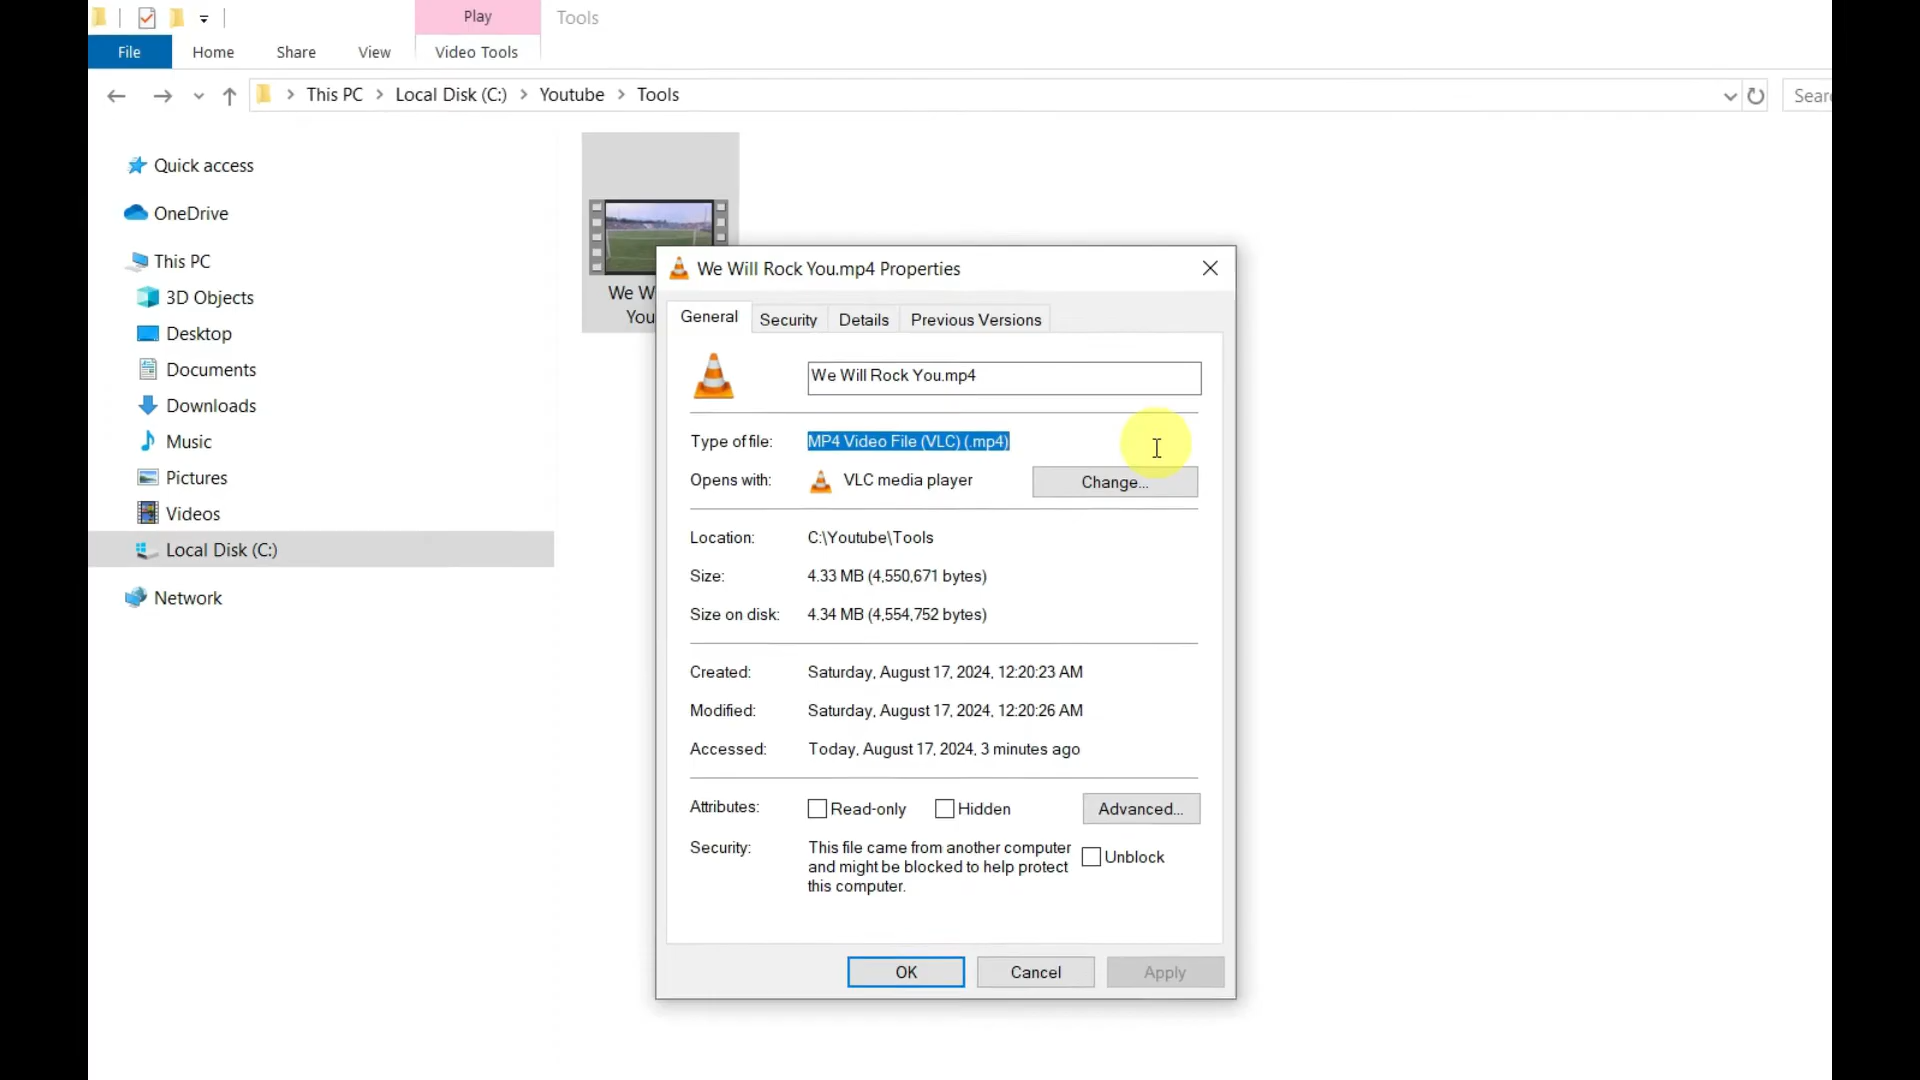 Play
Tools
File
Home
Share
View
Video Tools
This PC
Local Disk (C:)
Youtube
Tools
Sear
Quick access
OneDrive
This PC
3D Objects
Desktop
Documents
Downloads
Music
Pictures
Videos
Local Disk (C:)
Network
We W
You
We Will Rock You.mp4 Properties
General
Security
Details
Previous Versions
We Will Rock You.mp4
Type of file: MP4 Video File (VLC) (.mp4)
Opens with: VLC media player
Change...
Location: C:\Youtube\Tools
Size: 4.33 MB (4,550,671 bytes)
Size on disk: 4.34 MB (4,554,752 bytes)
Created: Saturday, August 17, 2024, 12:20:23 AM
Modified: Saturday, August 17, 2024, 12:20:26 AM
Accessed: Today, August 17, 2024, 3 minutes ago
Attributes: Read-only Hidden
Advanced...
Security: This file came from another computer
and might be blocked to help protect
this computer.
Unblock
OK
Cancel
Apply